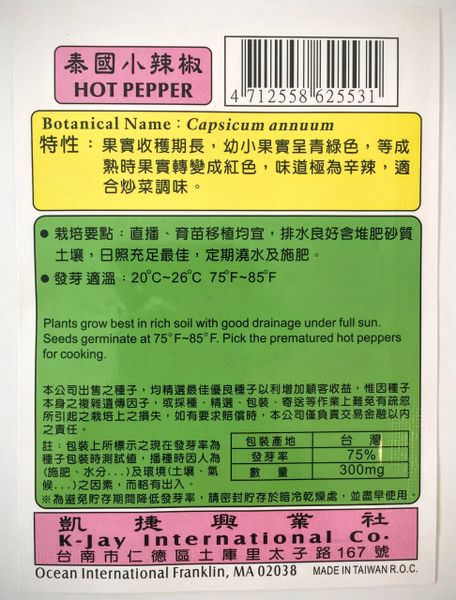 泰國小辣椒
HOT PEPPER
4 712558 625531
Botanical Name：Capsicum annuum
特性：果實收穫期長，幼小果實呈青綠色，等成
熟時果實轉變成紅色，味道極為辛辣，適
合炒菜調味。
● 栽培要點：直播、育苗移植均宜，排水良好含堆肥砂質
土壤，日照充足最佳，定期澆水及施肥。
● 發芽適溫：20°C~26°C 75°F~85°F
Plants grow best in rich soil with good drainage under full sun.
Seeds germinate at 75°F~85°F. Pick the prematured hot peppers
for cooking.
本公司出售之種子，均精選最佳優良種子以利增加顧客收益，惟因種子
本身之複雜遺傳因子，或採種、精選、包裝、寄送等作業上難免有疏忽
所引起之栽培上之損失，如有要求賠償時，本公司僅負責交易金融以內
之責任。
註：包裝上所標示之現在發芽率為
種子包裝時測試值，播種時因人為
(施肥、水分...)及環境(土壤、氣
候...)之因素，而略有出入。
包裝產地 台灣
發芽率 75%
數量 300mg
※為避免貯存期間降低發芽率，請密封貯存於暗冷乾燥處，並盡早使用。
凱捷興業社
K-Jay International Co.
台南市仁德區土庫里太子路167號
Ocean International Franklin, MA 02038 MADE IN TAIWAN R.O.C.